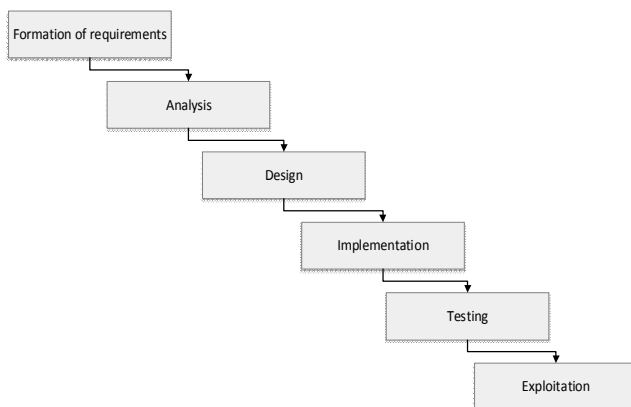 Formation of requirements
Analysis
Design
Implementation
Testing
Exploitation